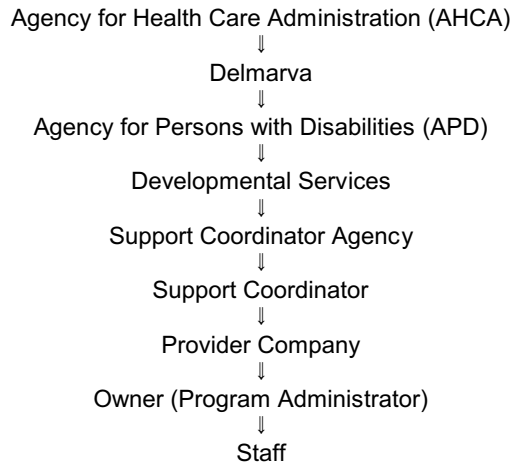 Agency for Health Care Administration (AHCA)
⇓
Delmarva
⇓
Agency for Persons with Disabilities (APD)
⇓
Developmental Services
⇓
Support Coordinator Agency
⇓
Support Coordinator
⇓
Provider Company
⇓
Owner (Program Administrator)
⇓
Staff